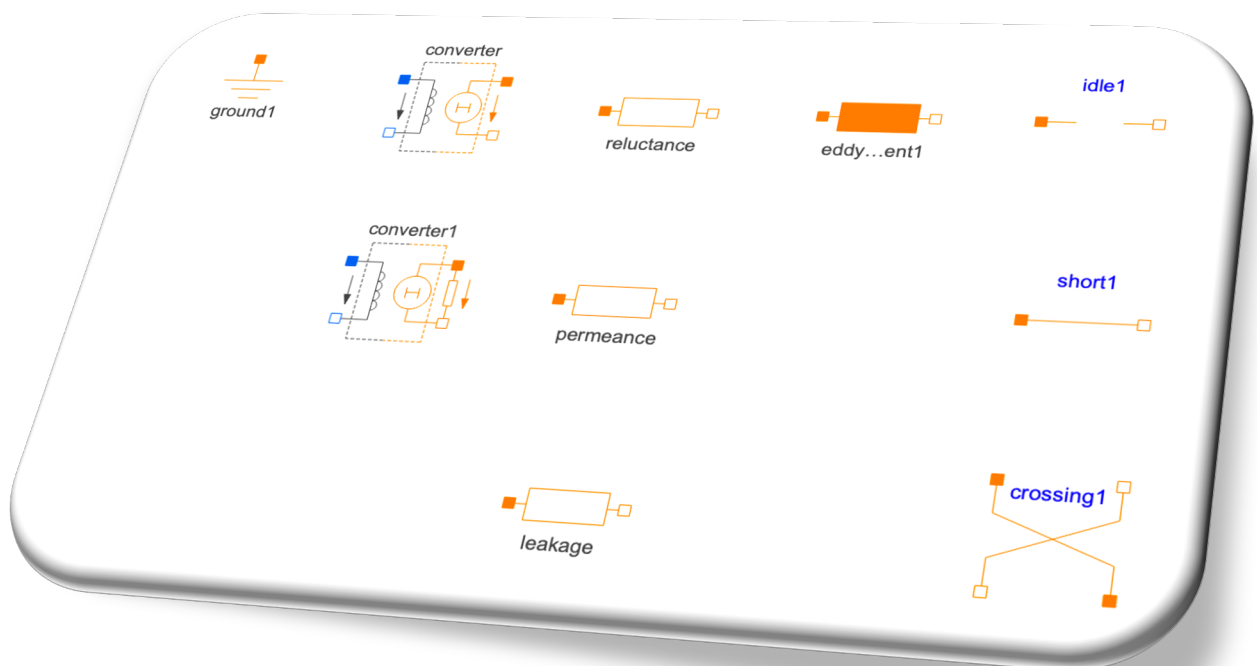 converter
ground1
reluctance
eddy...ent1
idle1
converter1
permeance
short1
leakage
crossing1